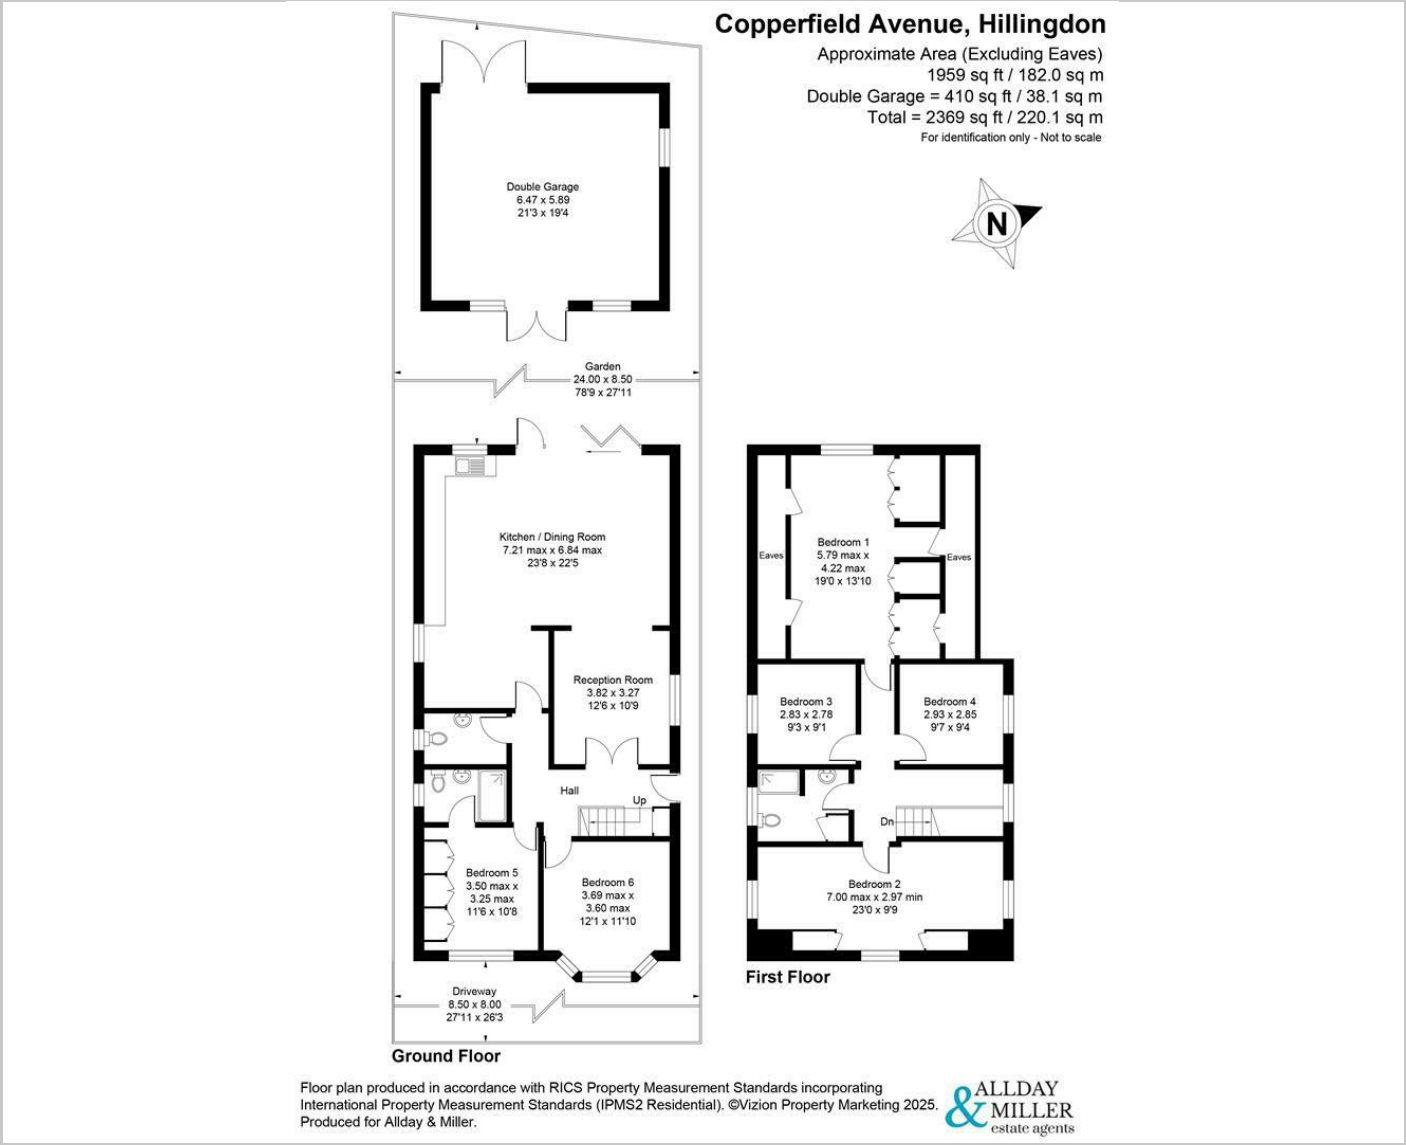 Copperfield Avenue, Hillingdon
Approximate Area (Excluding Eaves)
1959 sq ft / 182.0 sq m
Double Garage = 410 sq ft / 38.1 sq m
Total = 2369 sq ft / 220.1 sq m
For identification only - Not to scale
N
Double Garage
6.47 x 5.89
21'3 x 19'4
Garden
24.00 x 8.50
78'9 x 27'11
Kitchen / Dining Room
7.21 max x 6.84 max
23'8 x 22'5
Reception Room
3.82 x 3.27
12'6 x 10'9
Hall
Up
Bedroom 5
3.50 max x
3.25 max
11'6 x 10'8
Bedroom 6
3.69 max x
3.60 max
12'1 x 11'10
Driveway
8.50 x 8.00
27'11 x 26'3
Ground Floor
Eaves
Bedroom 1
5.79 max x
4.22 max
19'0 x 13'10
Eaves
Bedroom 3
2.83 x 2.78
9'3 x 9'1
Bedroom 4
2.93 x 2.85
9'7 x 9'4
Dn
Bedroom 2
7.00 max x 2.97 min
23'0 x 9'9
First Floor
Floor plan produced in accordance with RICS Property Measurement Standards incorporating
International Property Measurement Standards (IPMS2 Residential). ©Vizion Property Marketing 2025.
Produced for Allday & Miller.
ALLDAY
& MILLER
estate agents